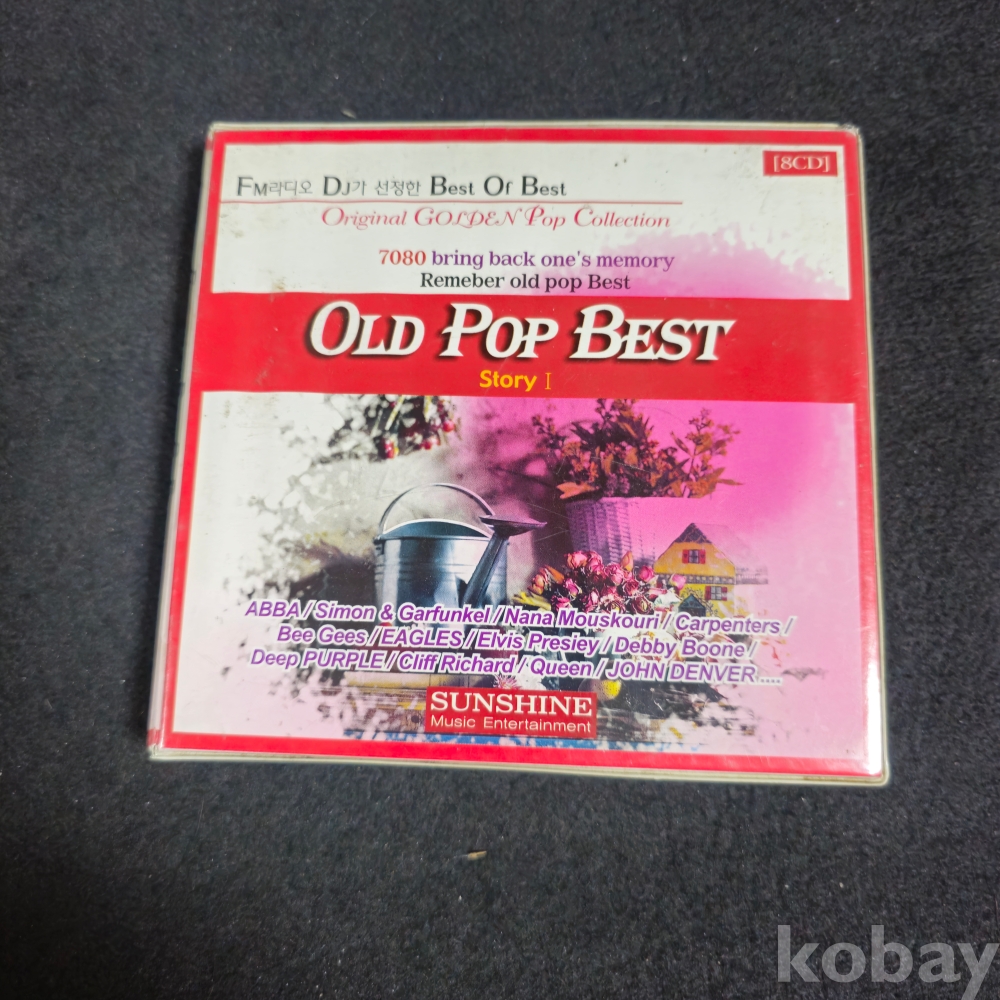 [8CD]
FM라디오 DJ가 선정한 Best Of Best
Original GOLDEN Pop Collection
7080 bring back one's memory
Remeber old pop Best
OLD POP BEST
Story I
ABBA / Simon & Garfunkel / Nana Mouskouri / Carpenters /
Bee Gees / EAGLES / Elvis Presley / Debby Boone /
Deep PURPLE / Cliff Richard / Queen / JOHN DENVER ....
SUNSHINE
Music Entertainment
kobay